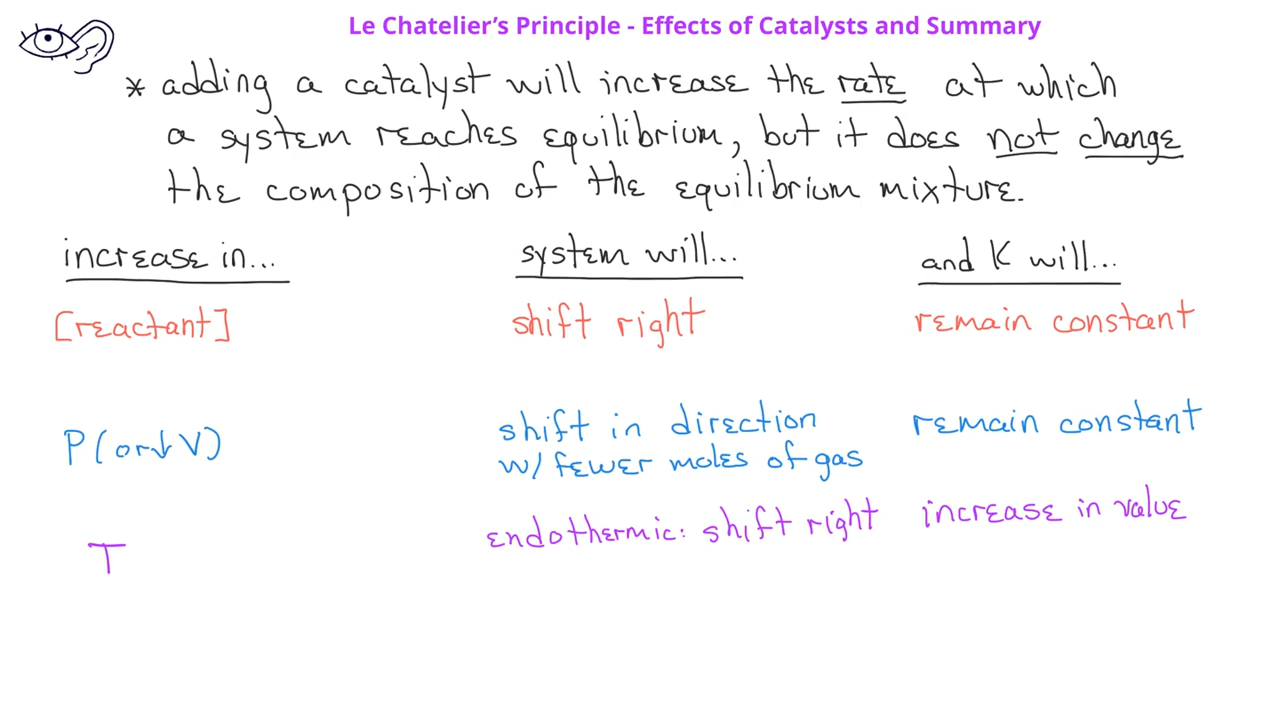 Le Chatelier’s Principle - Effects of Catalysts and Summary
* adding a catalyst will increase the rate at which
a system reaches equilibrium, but it does not change
the composition of the equilibrium mixture.
increase in... system will... and K will...
[reactant] shift right remain constant
P (or ↓ V) shift in direction remain constant
w/ fewer moles of gas
T endothermic: shift right increase in value